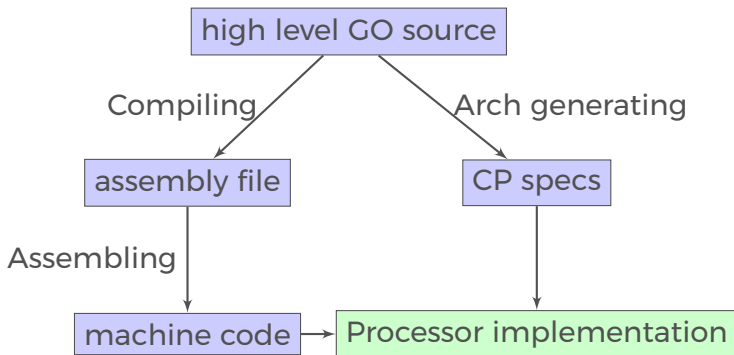 high level GO source
Compiling
Arch generating
assembly file
CP specs
Assembling
machine code
Processor implementation